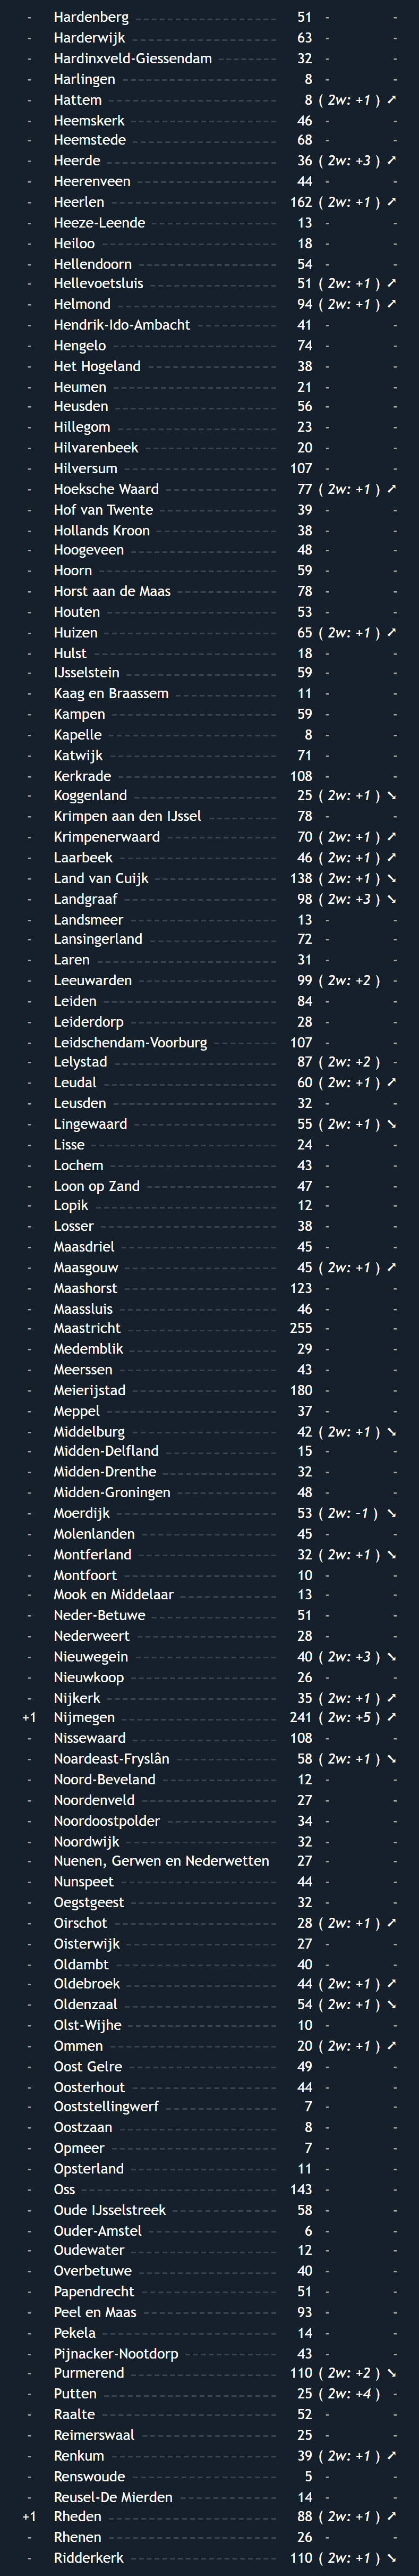 - Hardenberg 51 - -
- Harderwijk 63 - -
- Hardinxveld-Giessendam 32 - -
- Harlingen 8 - -
- Hattem 8 ( 2w: +1 ) ➚
- Heemskerk 46 - -
- Heemstede 68 - -
- Heerde 36 ( 2w: +3 ) ➚
- Heerenveen 44 - -
- Heerlen 162 ( 2w: +1 ) ➚
- Heeze-Leende 13 - -
- Heiloo 18 - -
- Hellendoorn 54 - -
- Hellevoetsluis 51 ( 2w: +1 ) ➚
- Helmond 94 ( 2w: +1 ) ➚
- Hendrik-Ido-Ambacht 41 - -
- Hengelo 74 - -
- Het Hogeland 38 - -
- Heumen 21 - -
- Heusden 56 - -
- Hillegom 23 - -
- Hilvarenbeek 20 - -
- Hilversum 107 - -
- Hoeksche Waard 77 ( 2w: +1 ) ➚
- Hof van Twente 39 - -
- Hollands Kroon 38 - -
- Hoogeveen 48 - -
- Hoorn 59 - -
- Horst aan de Maas 78 - -
- Houten 53 - -
- Huizen 65 ( 2w: +1 ) ➚
- Hulst 18 - -
- IJsselstein 59 - -
- Kaag en Braassem 11 - -
- Kampen 59 - -
- Kapelle 8 - -
- Katwijk 71 - -
- Kerkrade 108 - -
- Koggenland 25 ( 2w: +1 ) ➘
- Krimpen aan den IJssel 78 - -
- Krimpenerwaard 70 ( 2w: +1 ) ➚
- Laarbeek 46 ( 2w: +1 ) ➚
- Land van Cuijk 138 ( 2w: +1 ) ➘
- Landgraaf 98 ( 2w: +3 ) ➘
- Landsmeer 13 - -
- Lansingerland 72 - -
- Laren 31 - -
- Leeuwarden 99 ( 2w: +2 ) -
- Leiden 84 - -
- Leiderdorp 28 - -
- Leidschendam-Voorburg 107 - -
- Lelystad 87 ( 2w: +2 ) -
- Leudal 60 ( 2w: +1 ) ➚
- Leusden 32 - -
- Lingewaard 55 ( 2w: +1 ) ➘
- Lisse 24 - -
- Lochem 43 - -
- Loon op Zand 47 - -
- Lopik 12 - -
- Losser 38 - -
- Maasdriel 45 - -
- Maasgouw 45 ( 2w: +1 ) ➚
- Maashorst 123 - -
- Maassluis 46 - -
- Maastricht 255 - -
- Medemblik 29 - -
- Meerssen 43 - -
- Meierijstad 180 - -
- Meppel 37 - -
- Middelburg 42 ( 2w: +1 ) ➘
- Midden-Delfland 15 - -
- Midden-Drenthe 32 - -
- Midden-Groningen 48 - -
- Moerdijk 53 ( 2w: -1 ) ➘
- Molenlanden 45 - -
- Montferland 32 ( 2w: +1 ) ➘
- Montfoort 10 - -
- Mook en Middelaar 13 - -
- Neder-Betuwe 51 - -
- Nederweert 28 - -
- Nieuwegein 40 ( 2w: +3 ) ➘
- Nieuwkoop 26 - -
- Nijkerk 35 ( 2w: +1 ) ➚
+1 Nijmegen 241 ( 2w: +5 ) ➚
- Nissewaard 108 - -
- Noardeast-Fryslân 58 ( 2w: +1 ) ➘
- Noord-Beveland 12 - -
- Noordenveld 27 - -
- Noordoostpolder 34 - -
- Noordwijk 32 - -
- Nuenen, Gerwen en Nederwetten 27 - -
- Nunspeet 44 - -
- Oegstgeest 32 - -
- Oirschot 28 ( 2w: +1 ) ➚
- Oisterwijk 27 - -
- Oldambt 40 - -
- Oldebroek 44 ( 2w: +1 ) ➚
- Oldenzaal 54 ( 2w: +1 ) ➘
- Olst-Wijhe 10 - -
- Ommen 20 ( 2w: +1 ) ➚
- Oost Gelre 49 - -
- Oosterhout 44 - -
- Ooststellingwerf 7 - -
- Oostzaan 8 - -
- Opmeer 7 - -
- Opsterland 11 - -
- Oss 143 - -
- Oude IJsselstreek 58 - -
- Ouder-Amstel 6 - -
- Oudewater 12 - -
- Overbetuwe 40 - -
- Papendrecht 51 - -
- Peel en Maas 93 - -
- Pekela 14 - -
- Pijnacker-Nootdorp 43 - -
- Purmerend 110 ( 2w: +2 ) ➘
- Putten 25 ( 2w: +4 ) -
- Raalte 52 - -
- Reimerswaal 25 - -
- Renkum 39 ( 2w: +1 ) ➚
- Renswoude 5 - -
- Reusel-De Mierden 14 - -
+1 Rheden 88 ( 2w: +1 ) ➚
- Rhenen 26 - -
- Ridderkerk 110 ( 2w: +1 ) ➘